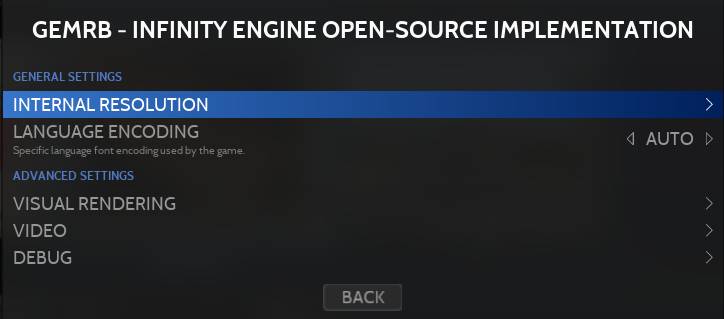 GEMRB - INFINITY ENGINE OPEN-SOURCE IMPLEMENTATION
GENERAL SETTINGS
INTERNAL RESOLUTION
LANGUAGE ENCODING
AUTO
Specific language font encoding used by the game.
ADVANCED SETTINGS
VISUAL RENDERING
VIDEO
DEBUG
BACK